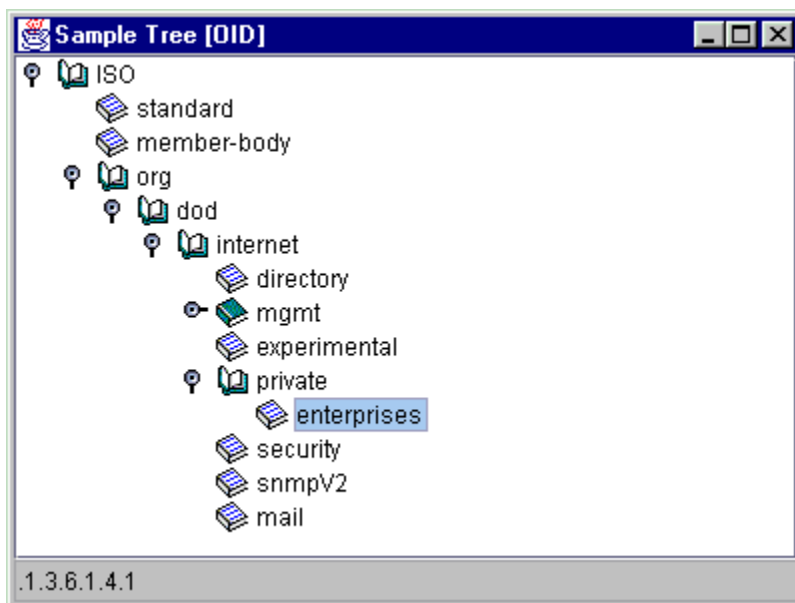 Sample Tree [OID]
ISO
standard
member-body
org
dod
internet
directory
mgmt
experimental
private
enterprises
security
snmpV2
mail
.1.3.6.1.4.1